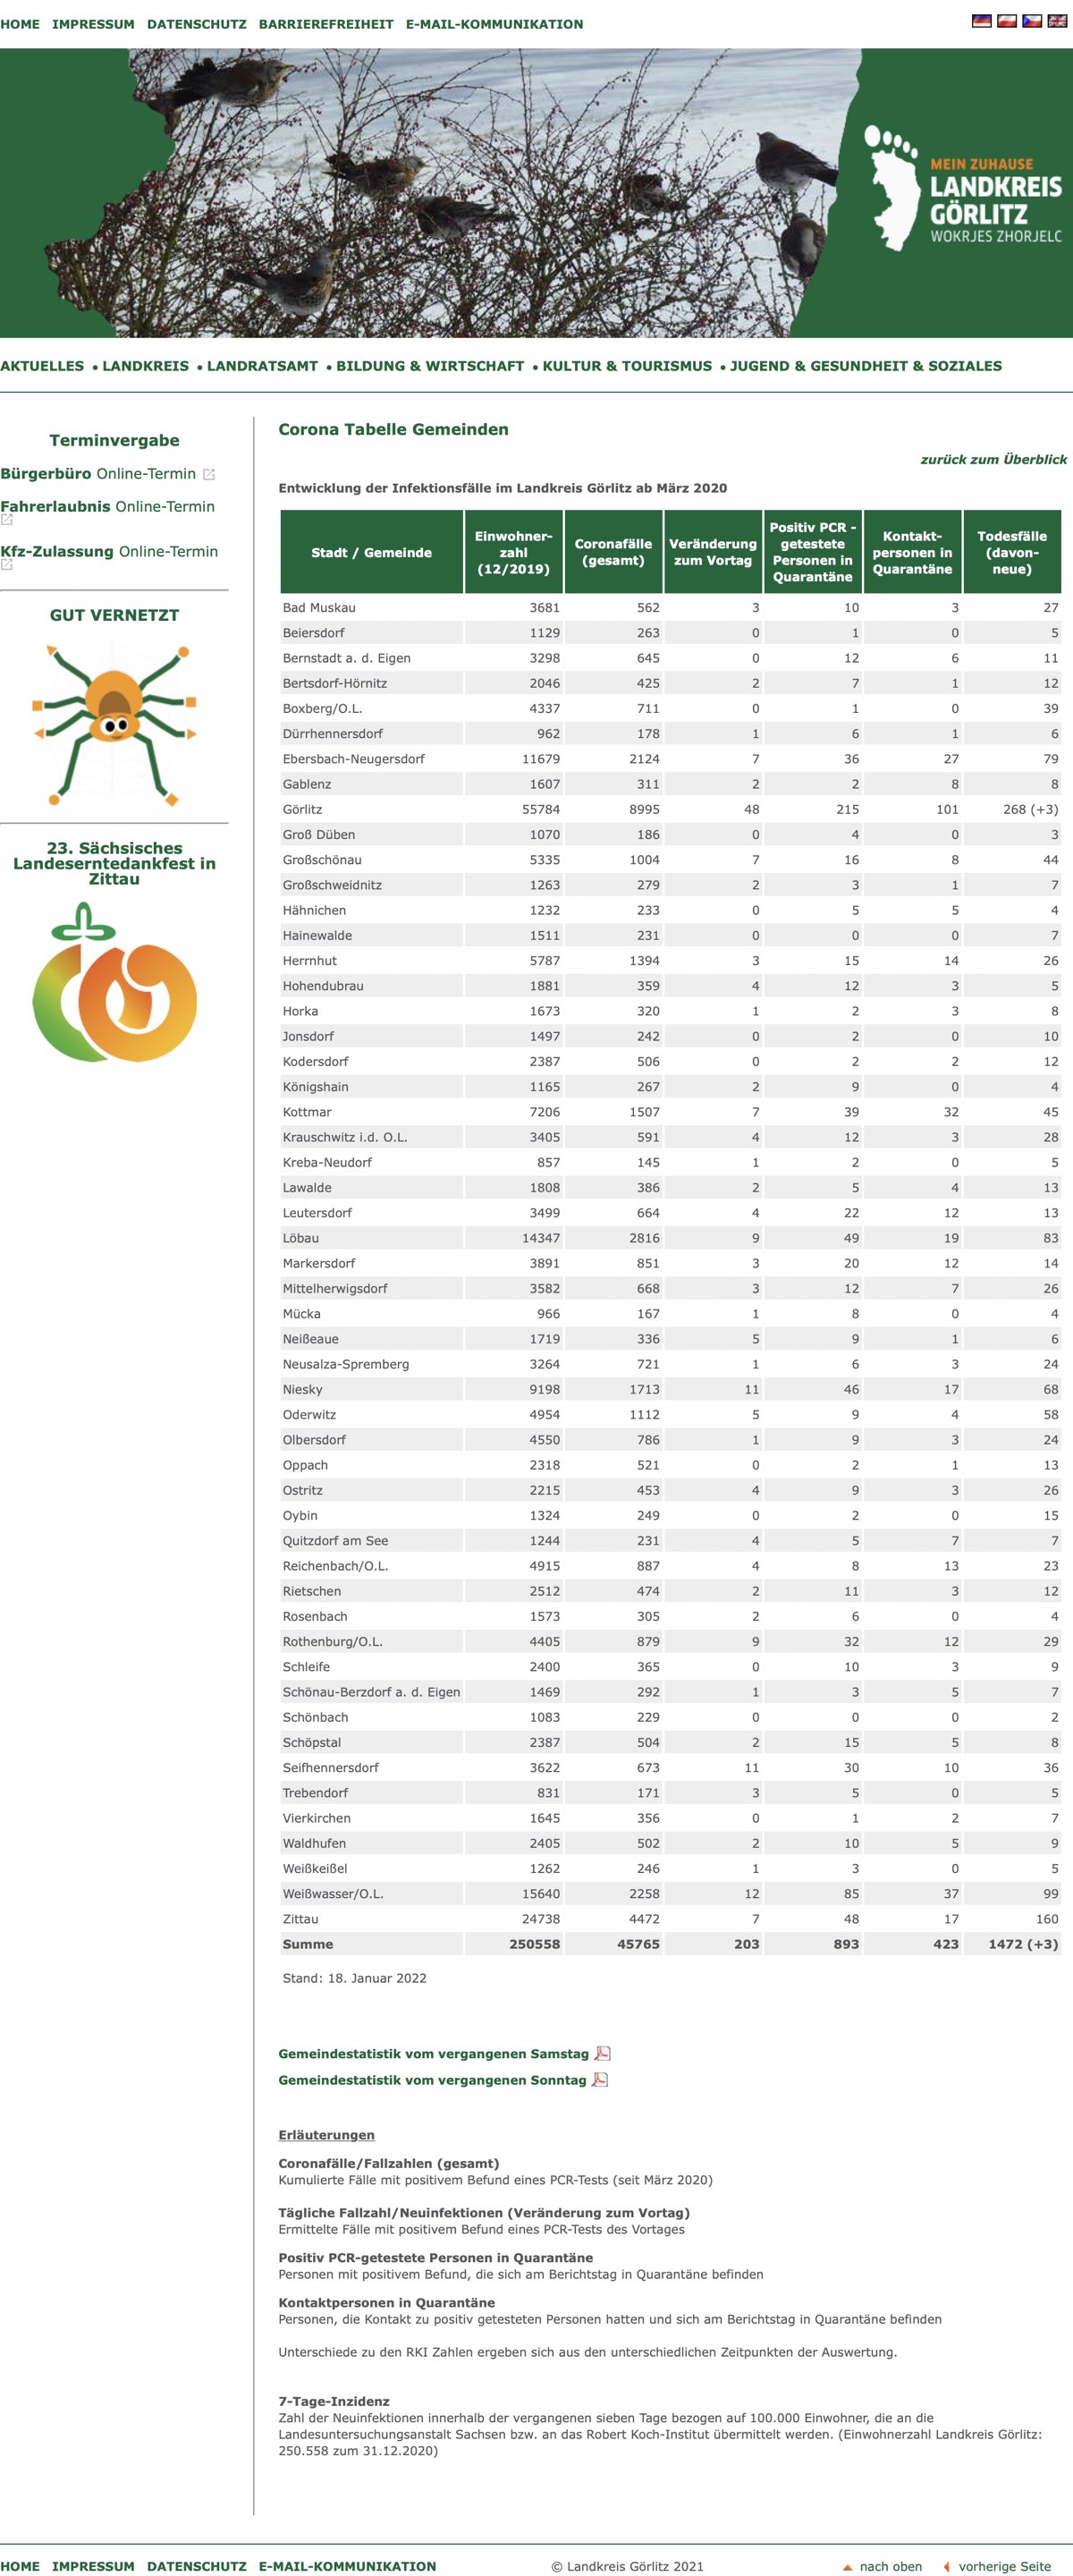 HOME IMPRESSUM DATENSCHUTZ BARRIEREFREIHEIT E-MAIL-KOMMUNIKATION
MEIN ZUHAUSE
LANDKREIS
GÖRLITZ
WOKRJES ZHORJELC
AKTUELLES • LANDKREIS • LANDRATSAMT • BILDUNG & WIRTSCHAFT • KULTUR & TOURISMUS • JUGEND & GESUNDHEIT & SOZIALES
Terminvergabe
Bürgerbüro Online-Termin
Fahrerlaubnis Online-Termin
Kfz-Zulassung Online-Termin
GUT VERNETZT
23. Sächsisches
Landeserntedankfest in
Zittau
Corona Tabelle Gemeinden
zurück zum Überblick
Entwicklung der Infektionsfälle im Landkreis Görlitz ab März 2020
Stadt / Gemeinde Einwohner-zahl (12/2019) Coronafälle (gesamt) Veränderung zum Vortag Positiv PCR - getestete Personen in Quarantäne Kontakt-personen in Quarantäne Todesfälle (davon-neue)
Bad Muskau 3681 562 3 10 3 27
Beiersdorf 1129 263 0 1 0 5
Bernstadt a. d. Eigen 3298 645 0 12 6 11
Bertsdorf-Hörnitz 2046 425 2 7 1 12
Boxberg/O.L. 4337 711 0 1 0 39
Dürrhennersdorf 962 178 1 6 1 6
Ebersbach-Neugersdorf 11679 2124 7 36 27 79
Gablenz 1607 311 2 2 8 8
Görlitz 55784 8995 48 215 101 268 (+3)
Groß Düben 1070 186 0 4 0 3
Großschönau 5335 1004 7 16 8 44
Großschweidnitz 1263 279 2 3 1 7
Hähnichen 1232 233 0 5 5 4
Hainewalde 1511 231 0 0 0 7
Herrnhut 5787 1394 3 15 14 26
Hohendubrau 1881 359 4 12 3 5
Horka 1673 320 1 2 3 8
Jonsdorf 1497 242 0 2 0 10
Kodersdorf 2387 506 0 2 2 12
Königshain 1165 267 2 9 0 4
Kottmar 7206 1507 7 39 32 45
Krauschwitz i.d. O.L. 3405 591 4 12 3 28
Kreba-Neudorf 857 145 1 2 0 5
Lawalde 1808 386 2 5 4 13
Leutersdorf 3499 664 4 22 12 13
Löbau 14347 2816 9 49 19 83
Markersdorf 3891 851 3 20 12 14
Mittelherwigsdorf 3582 668 3 12 7 26
Mücka 966 167 1 8 0 4
Neißeaue 1719 336 5 9 1 6
Neusalza-Spremberg 3264 721 1 6 3 24
Niesky 9198 1713 11 46 17 68
Oderwitz 4954 1112 5 9 4 58
Olbersdorf 4550 786 1 9 3 24
Oppach 2318 521 0 2 1 13
Ostritz 2215 453 4 9 3 26
Oybin 1324 249 0 2 0 15
Quitzdorf am See 1244 231 4 5 7 7
Reichenbach/O.L. 4915 887 4 8 13 23
Rietschen 2512 474 2 11 3 12
Rosenbach 1573 305 2 6 0 4
Rothenburg/O.L. 4405 879 9 32 12 29
Schleife 2400 365 0 10 3 9
Schönau-Berzdorf a. d. Eigen 1469 292 1 3 5 7
Schönbach 1083 229 0 0 0 2
Schöpstal 2387 504 2 15 5 8
Seifhennersdorf 3622 673 11 30 10 36
Trebendorf 831 171 3 5 0 5
Vierkirchen 1645 356 0 1 2 7
Waldhufen 2405 502 2 10 5 9
Weißkeißel 1262 246 1 3 0 5
Weißwasser/O.L. 15640 2258 12 85 37 99
Zittau 24738 4472 7 48 17 160
Summe 250558 45765 203 893 423 1472 (+3)
Stand: 18. Januar 2022
Gemeindestatistik vom vergangenen Samstag
Gemeindestatistik vom vergangenen Sonntag
Erläuterungen
Coronafälle/Fallzahlen (gesamt)
Kumulierte Fälle mit positivem Befund eines PCR-Tests (seit März 2020)
Tägliche Fallzahl/Neuinfektionen (Veränderung zum Vortag)
Ermittelte Fälle mit positivem Befund eines PCR-Tests des Vortages
Positiv PCR-getestete Personen in Quarantäne
Personen mit positivem Befund, die sich am Berichtstag in Quarantäne befinden
Kontaktpersonen in Quarantäne
Personen, die Kontakt zu positiv getesteten Personen hatten und sich am Berichtstag in Quarantäne befinden
Unterschiede zu den RKI Zahlen ergeben sich aus den unterschiedlichen Zeitpunkten der Auswertung.
7-Tage-Inzidenz
Zahl der Neuinfektionen innerhalb der vergangenen sieben Tage bezogen auf 100.000 Einwohner, die an die
Landesuntersuchungsanstalt Sachsen bzw. an das Robert Koch-Institut übermittelt werden. (Einwohnerzahl Landkreis Görlitz:
250.558 zum 31.12.2020)
HOME IMPRESSUM DATENSCHUTZ E-MAIL-KOMMUNIKATION © Landkreis Görlitz 2021 nach oben vorherige Seite